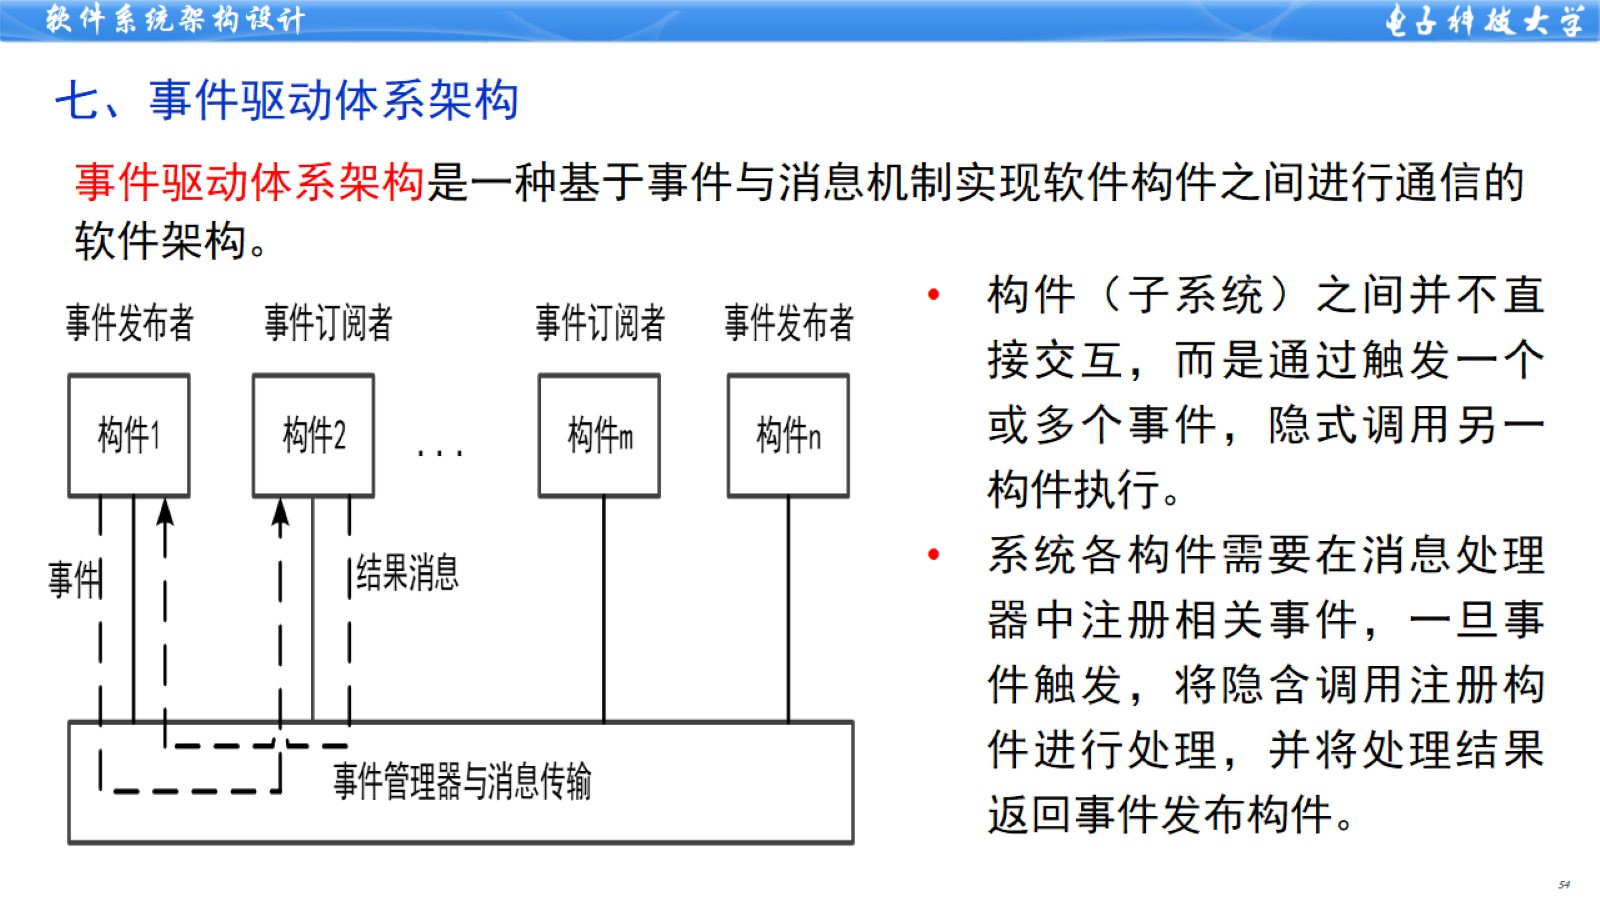 软件系统架构设计
电子科技大学
七、事件驱动体系架构
事件驱动体系架构是一种基于事件与消息机制实现软件构件之间进行通信的
软件架构。
事件发布者
事件订阅者
事件订阅者
事件发布者
构件1
构件2
...
构件m
构件n
事件
结果消息
事件管理器与消息传输
• 构件（子系统）之间并不直
接交互，而是通过触发一个
或多个事件，隐式调用另一
构件执行。
• 系统各构件需要在消息处理
器中注册相关事件，一旦事
件触发，将隐含调用注册构
件进行处理，并将处理结果
返回事件发布构件。
54